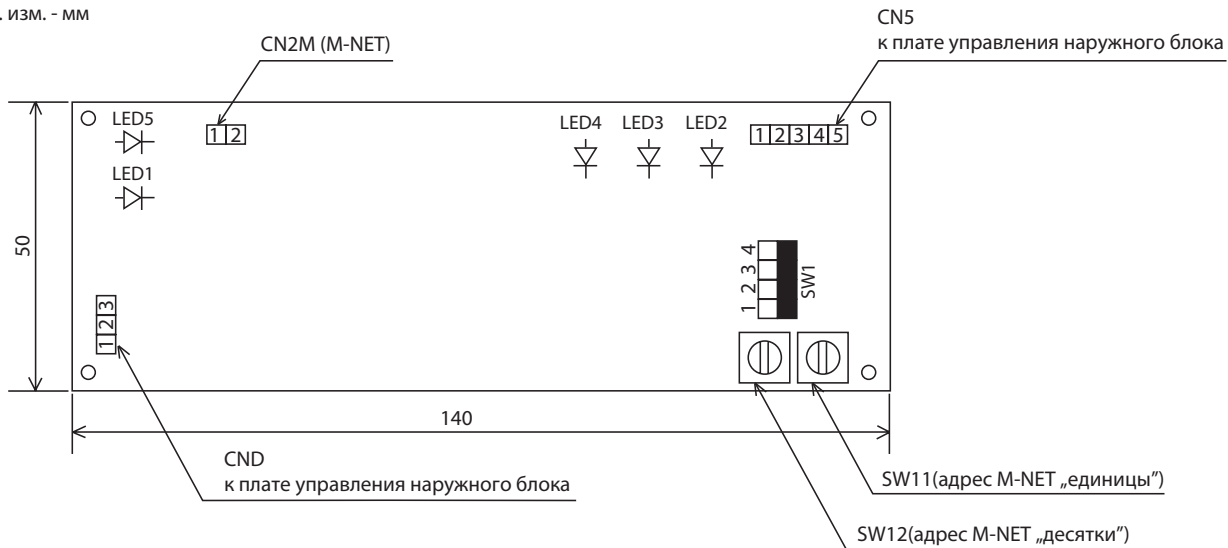 . изм. - мм
CN5
к плате управления наружного блока
CN2M (M-NET)
LED5
1 2
LED4 LED3 LED2
1 2 3 4 5
LED1
50
1 2 3 4
SW1
1 2 3
140
CND
к плате управления наружного блока
SW11(адрес M-NET „единицы”)
SW12(адрес M-NET „десятки”)